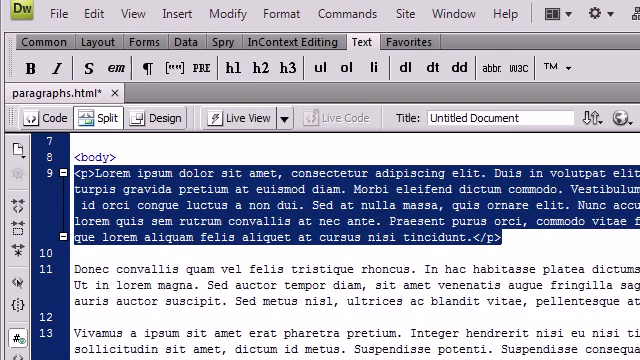 Dw File Edit View Insert Modify Format Commands Site Window Help
Common Layout Forms Data Spry InContext Editing Text Favorites
B I S em ¶ [""] PRE h1 h2 h3 ul ol li dl dt dd abbr. W3C TM
paragraphs.html* ×
Code Split Design Live View Live Code Title: Untitled Document
7
8 <body>
9 <p>Lorem ipsum dolor sit amet, consectetur adipiscing elit. Duis in volutpat elit
turpis gravida pretium at euismod diam. Morbi eleifend dictum commodo. Vestibulum
id orci congue luctus a non dui. Sed at nulla massa, quis ornare elit. Nunc accu
lorem quis sem rutrum convallis at nec ante. Praesent purus orci, commodo vitae f
que lorem aliquam felis aliquet at cursus nisi tincidunt.</p>
10
11 Donec convallis quam vel felis tristique rhoncus. In hac habitasse platea dictums
Ut in lorem magna. Sed auctor tempor diam, sit amet venenatis augue fringilla sag
auris auctor suscipit. Sed metus nisl, ultrices ac blandit vitae, pellentesque at
12
13 Vivamus a ipsum sit amet erat pharetra pretium. Integer hendrerit nisi eu nisi ti
sollicitudin sit amet, dictum id metus. Suspendisse potenti. Suspendisse consequa